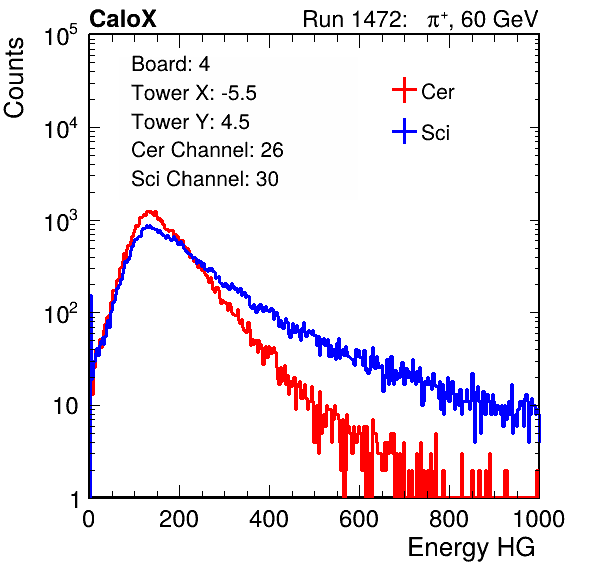 CaloX Run 1472: π⁺, 60 GeV
Counts
10⁵
10⁴
10³
10²
10
1
Board: 4
Tower X: -5.5
Tower Y: 4.5
Cer Channel: 26
Sci Channel: 30
Cer
Sci
0 200 400 600 800 1000
Energy HG